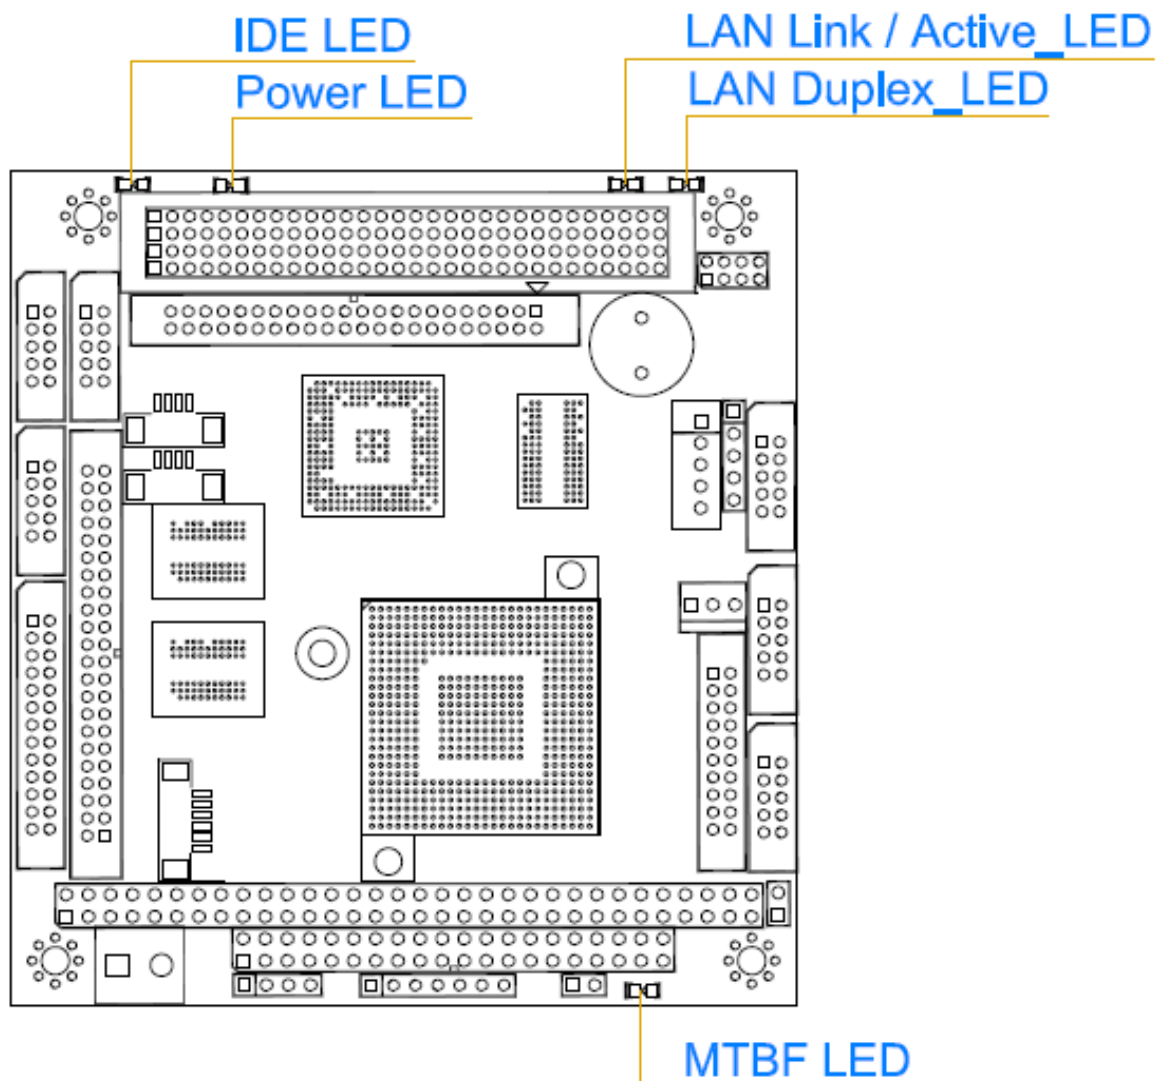 IDE LED
LAN Link / Active_LED
Power LED
LAN Duplex_LED
MTBF LED